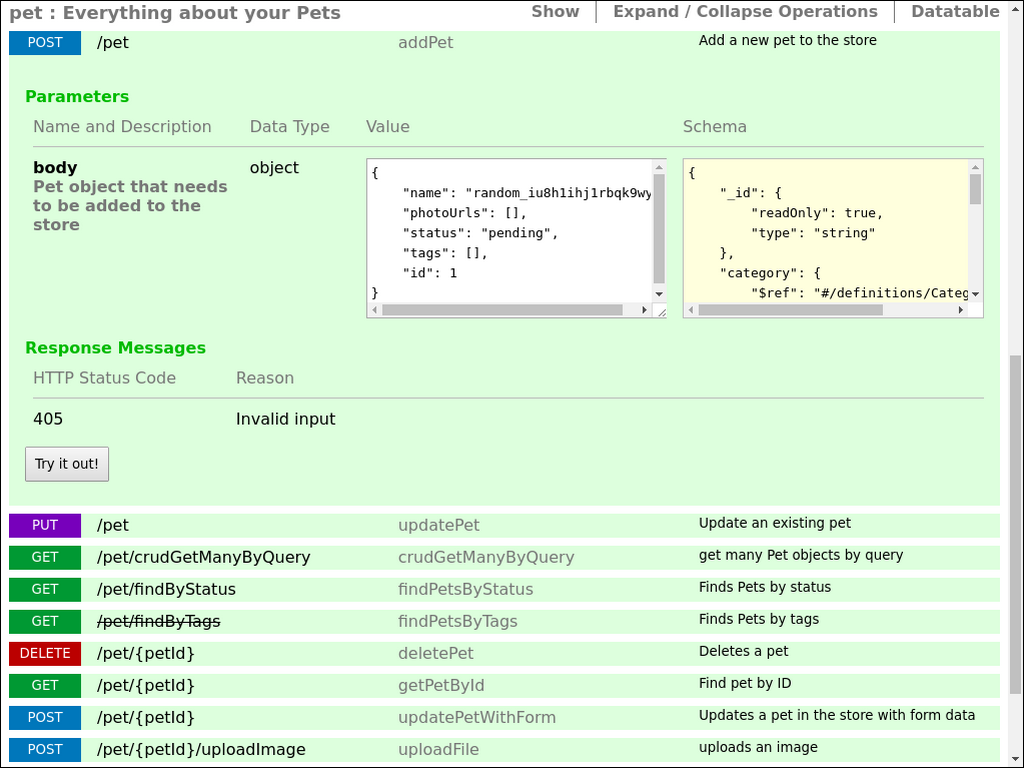 pet : Everything about your Pets Show Expand / Collapse Operations Datatable
POST /pet addPet Add a new pet to the store
Parameters
Name and Description Data Type Value Schema
body object
Pet object that needs
to be added to the
store
{
"name": "random_iu8h1ihj1rbqk9wy
"photoUrls": [],
"status": "pending",
"tags": [],
"id": 1
}
{
"_id": {
"readOnly": true,
"type": "string"
},
"category": {
"$ref": "#/definitions/Categ
Response Messages
HTTP Status Code Reason
405 Invalid input
Try it out!
PUT /pet updatePet Update an existing pet
GET /pet/crudGetManyByQuery crudGetManyByQuery get many Pet objects by query
GET /pet/findByStatus findPetsByStatus Finds Pets by status
GET /pet/findByTags findPetsByTags Finds Pets by tags
DELETE /pet/{petId} deletePet Deletes a pet
GET /pet/{petId} getPetById Find pet by ID
POST /pet/{petId} updatePetWithForm Updates a pet in the store with form data
POST /pet/{petId}/uploadImage uploadFile uploads an image